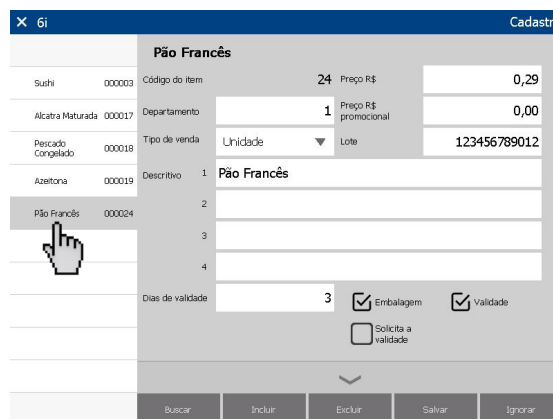 6i Cadastr
Pão Francês
Sushi 000003
Alcatra Maturada 000017
Pescado Congelado 000018
Azeitona 000019
Pão Francês 000024
Código do item 24 Preço R$ 0,29
Departamento 1 Preço R$ promocional 0,00
Tipo de venda Unidade Lote 123456789012
Descritivo 1 Pão Francês
2
3
4
Dias de validade 3 Embalagem Validade
Solicita a validade
Buscar Incluir Excluir Salvar Ignorar